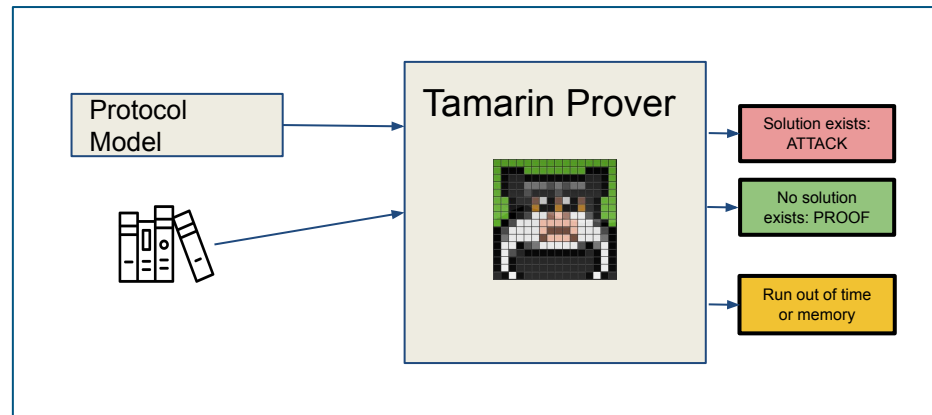 Protocol
Model
Tamarin Prover
Solution exists:
ATTACK
No solution
exists: PROOF
Run out of time
or memory